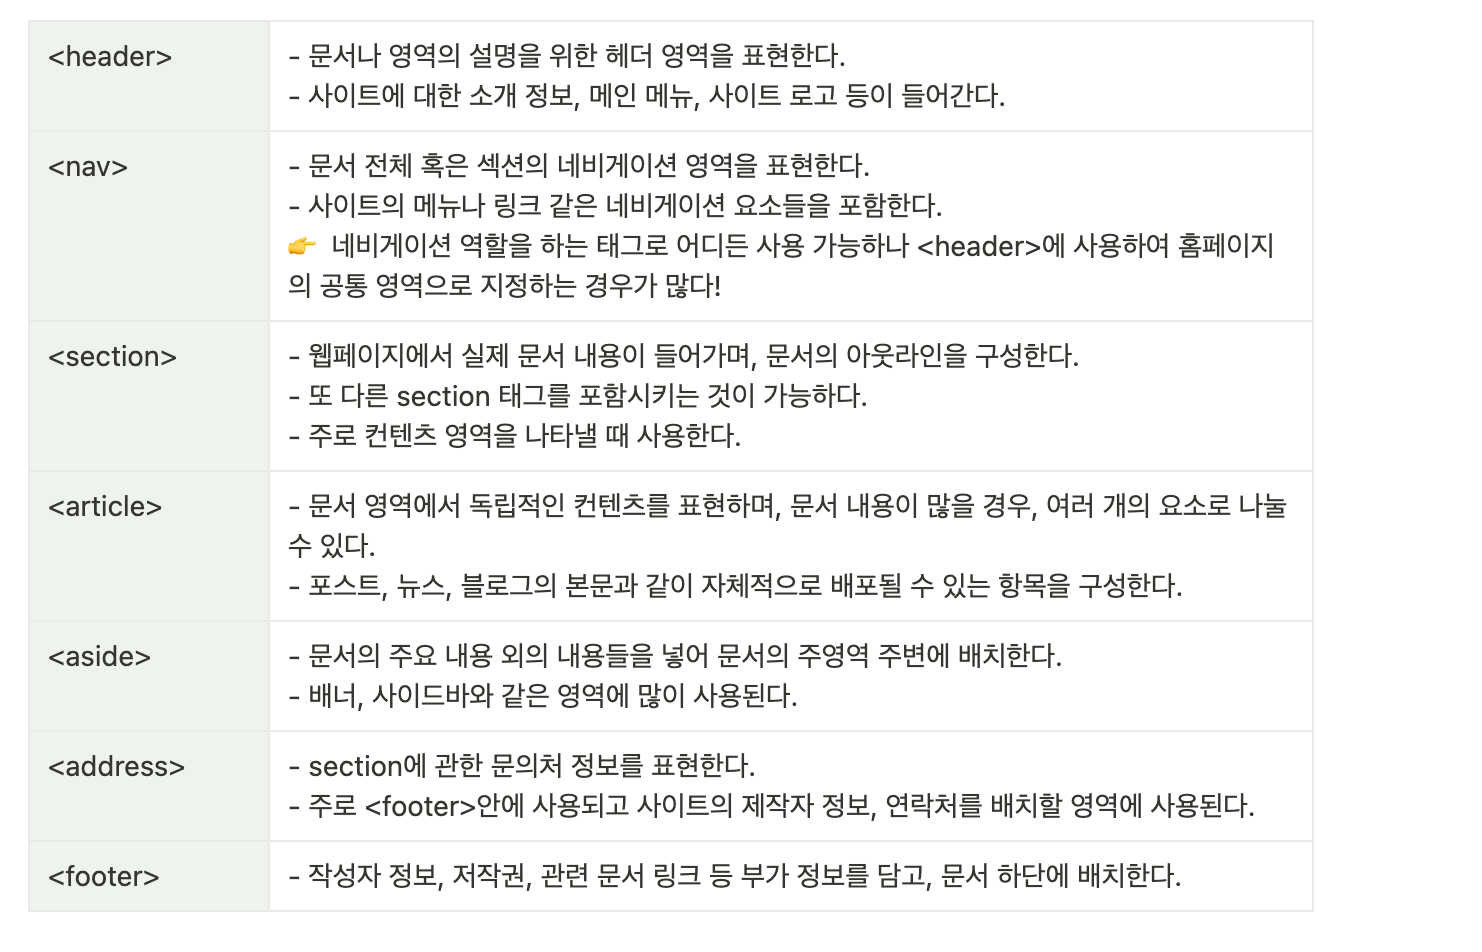 <header>
- 문서나 영역의 설명을 위한 헤더 영역을 표현한다.
- 사이트에 대한 소개 정보, 메인 메뉴, 사이트 로고 등이 들어간다.
<nav>
- 문서 전체 혹은 섹션의 네비게이션 영역을 표현한다.
- 사이트의 메뉴나 링크 같은 네비게이션 요소들을 포함한다.
👉 네비게이션 역할을 하는 태그로 어디든 사용 가능하나 <header>에 사용하여 홈페이지
의 공통 영역으로 지정하는 경우가 많다!
<section>
- 웹페이지에서 실제 문서 내용이 들어가며, 문서의 아웃라인을 구성한다.
- 또 다른 section 태그를 포함시키는 것이 가능하다.
- 주로 컨텐츠 영역을 나타낼 때 사용한다.
<article>
- 문서 영역에서 독립적인 컨텐츠를 표현하며, 문서 내용이 많을 경우, 여러 개의 요소로 나눌
수 있다.
- 포스트, 뉴스, 블로그의 본문과 같이 자체적으로 배포될 수 있는 항목을 구성한다.
<aside>
- 문서의 주요 내용 외의 내용들을 넣어 문서의 주영역 주변에 배치한다.
- 배너, 사이드바와 같은 영역에 많이 사용된다.
<address>
- section에 관한 문의처 정보를 표현한다.
- 주로 <footer>안에 사용되고 사이트의 제작자 정보, 연락처를 배치할 영역에 사용된다.
<footer>
- 작성자 정보, 저작권, 관련 문서 링크 등 부가 정보를 담고, 문서 하단에 배치한다.